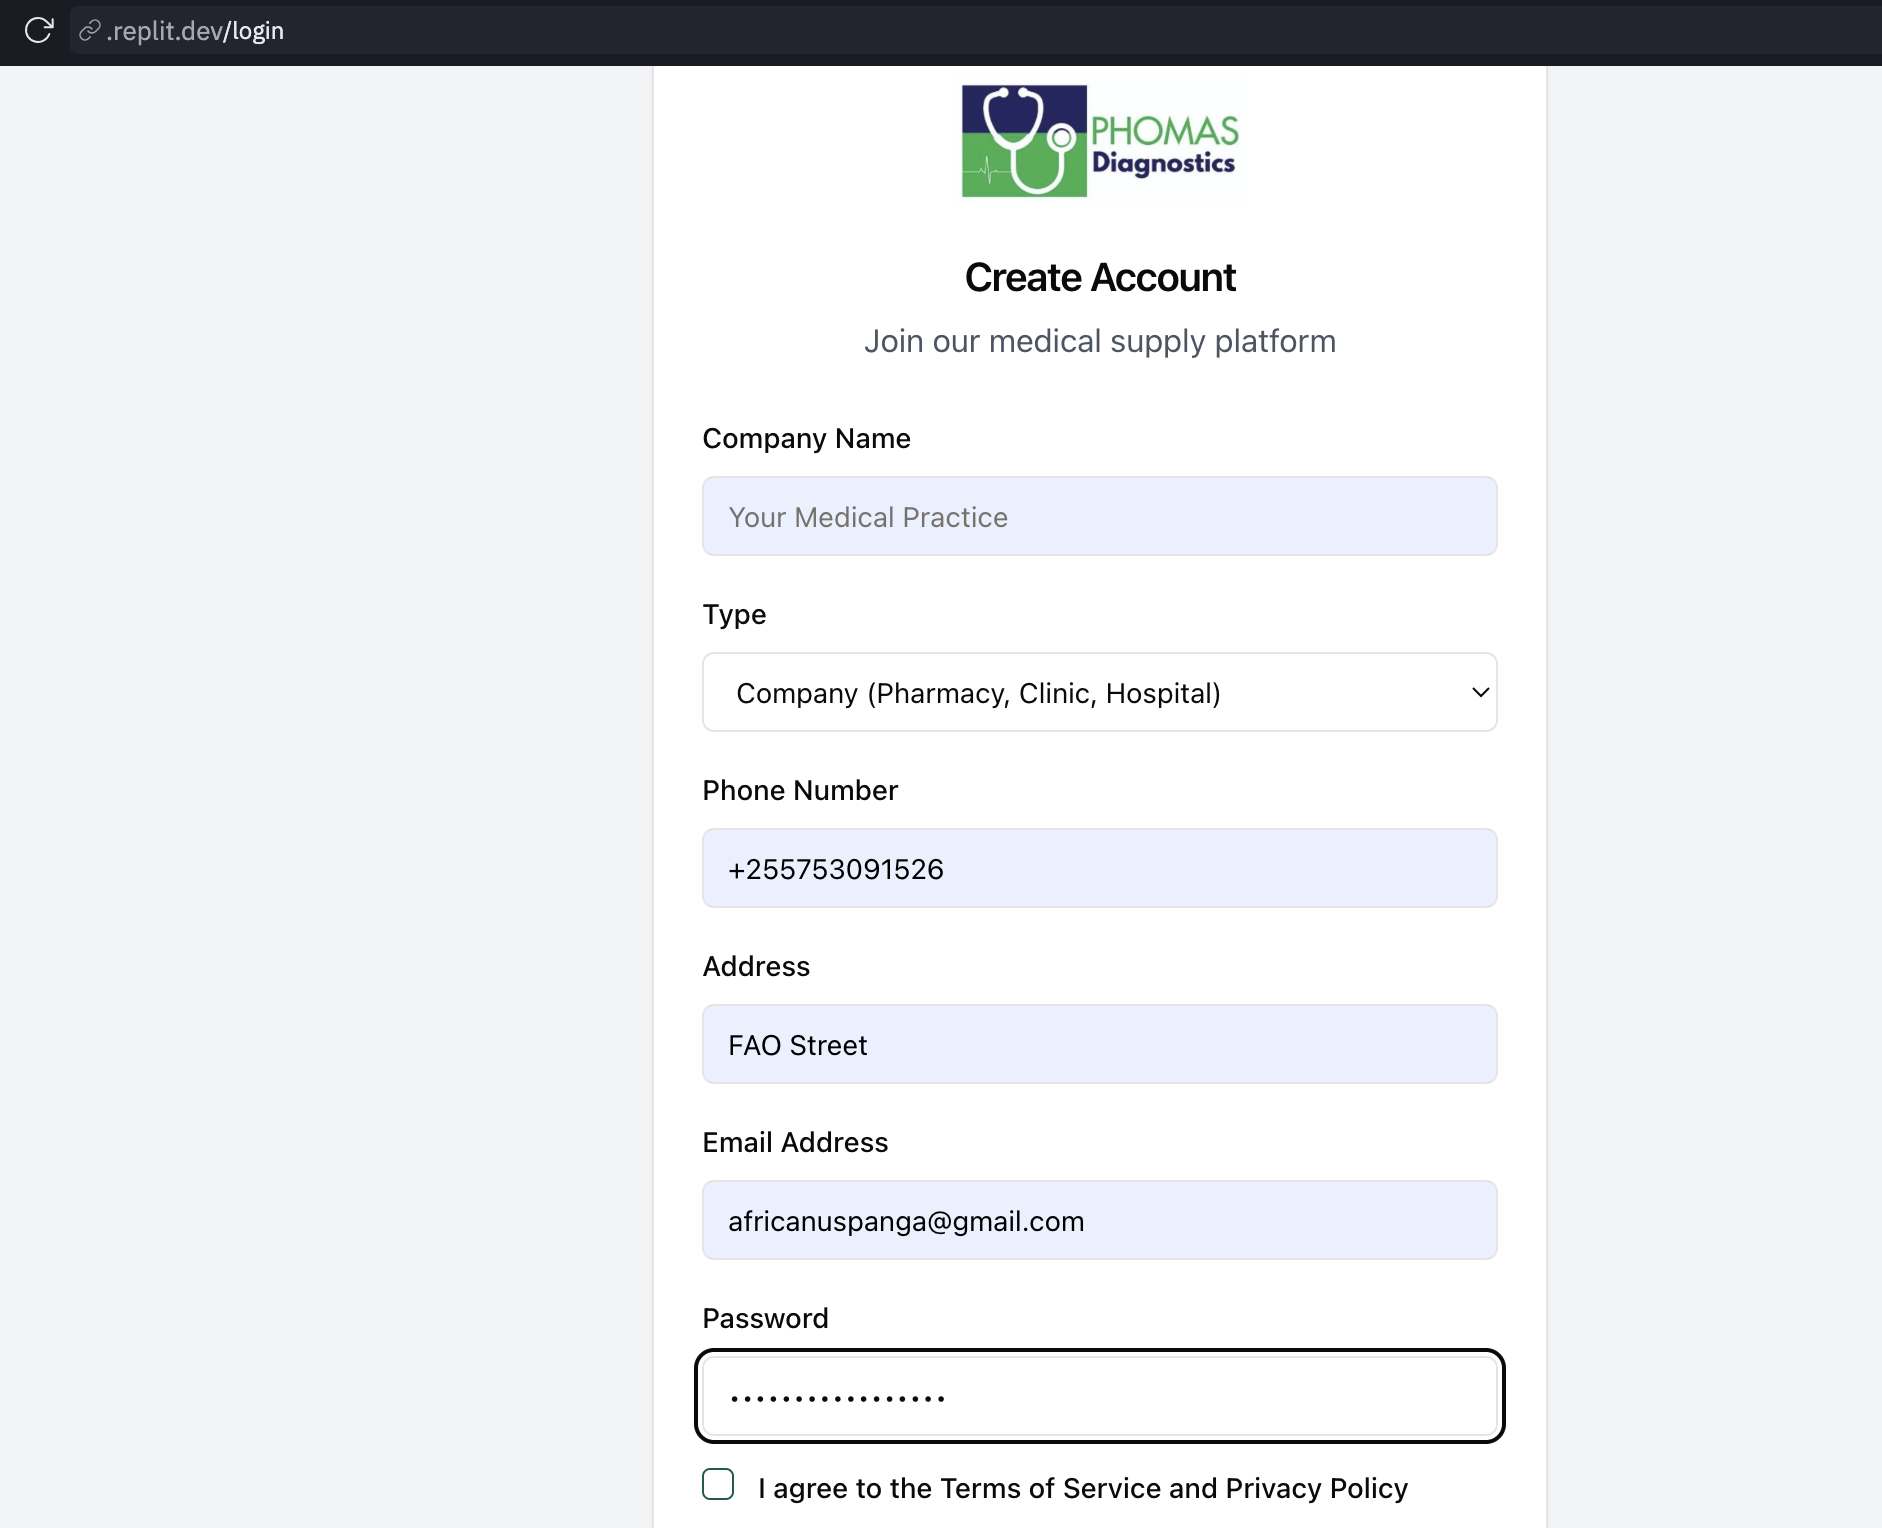 .replit.dev/login
PHOMAS
Diagnostics
Create Account
Join our medical supply platform
Company Name
Your Medical Practice
Type
Company (Pharmacy, Clinic, Hospital)
Phone Number
+255753091526
Address
FAO Street
Email Address
africanuspanga@gmail.com
Password
•••••••••••••••••
I agree to the Terms of Service and Privacy Policy